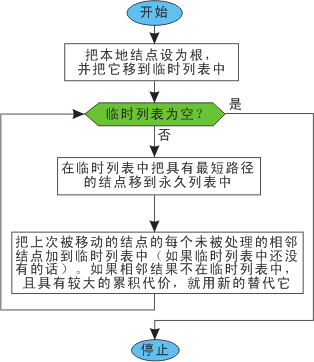 开始
把本地结点设为根，
并把它移到临时列表中
临时列表为空？
是
否
在临时列表中把具有最短路径
的结点移到永久列表中
把上次被移动的结点的每个未被处理的相邻
结点加到临时列表中（如果临时列表中还没
有的话）。如果相邻结果不在临时列表中，
且具有较大的累积代价，就用新的替代它
停止